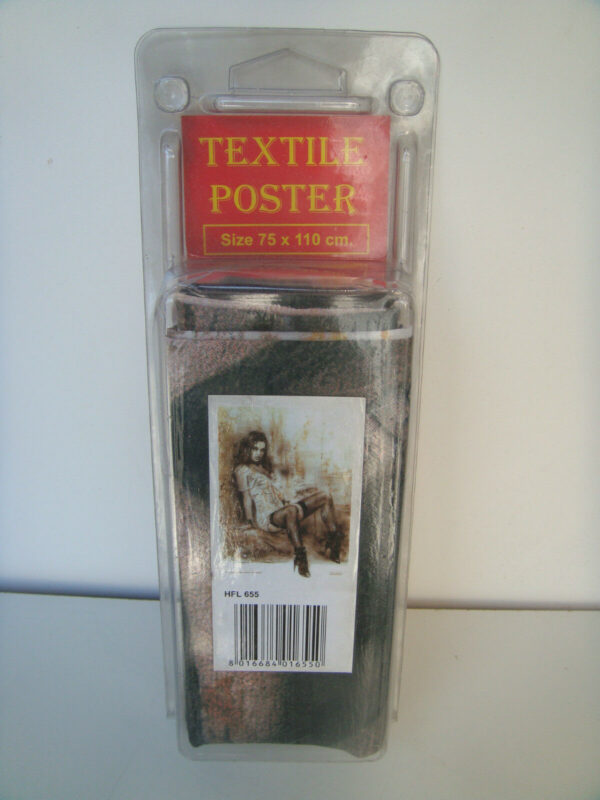 TEXTILE
POSTER
Size 75 x 110 cm.
HFL 655
8 016684 016550